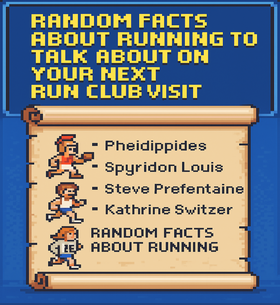 RANDOM FACTS
ABOUT RUNNING TO
TALK ABOUT ON
YOUR NEXT
RUN CLUB VISIT
- Pheidippides
- Spyridon Louis
- Steve Prefentaine
- Kathrine Switzer
RANDOM FACTS
ABOUT RUNNING